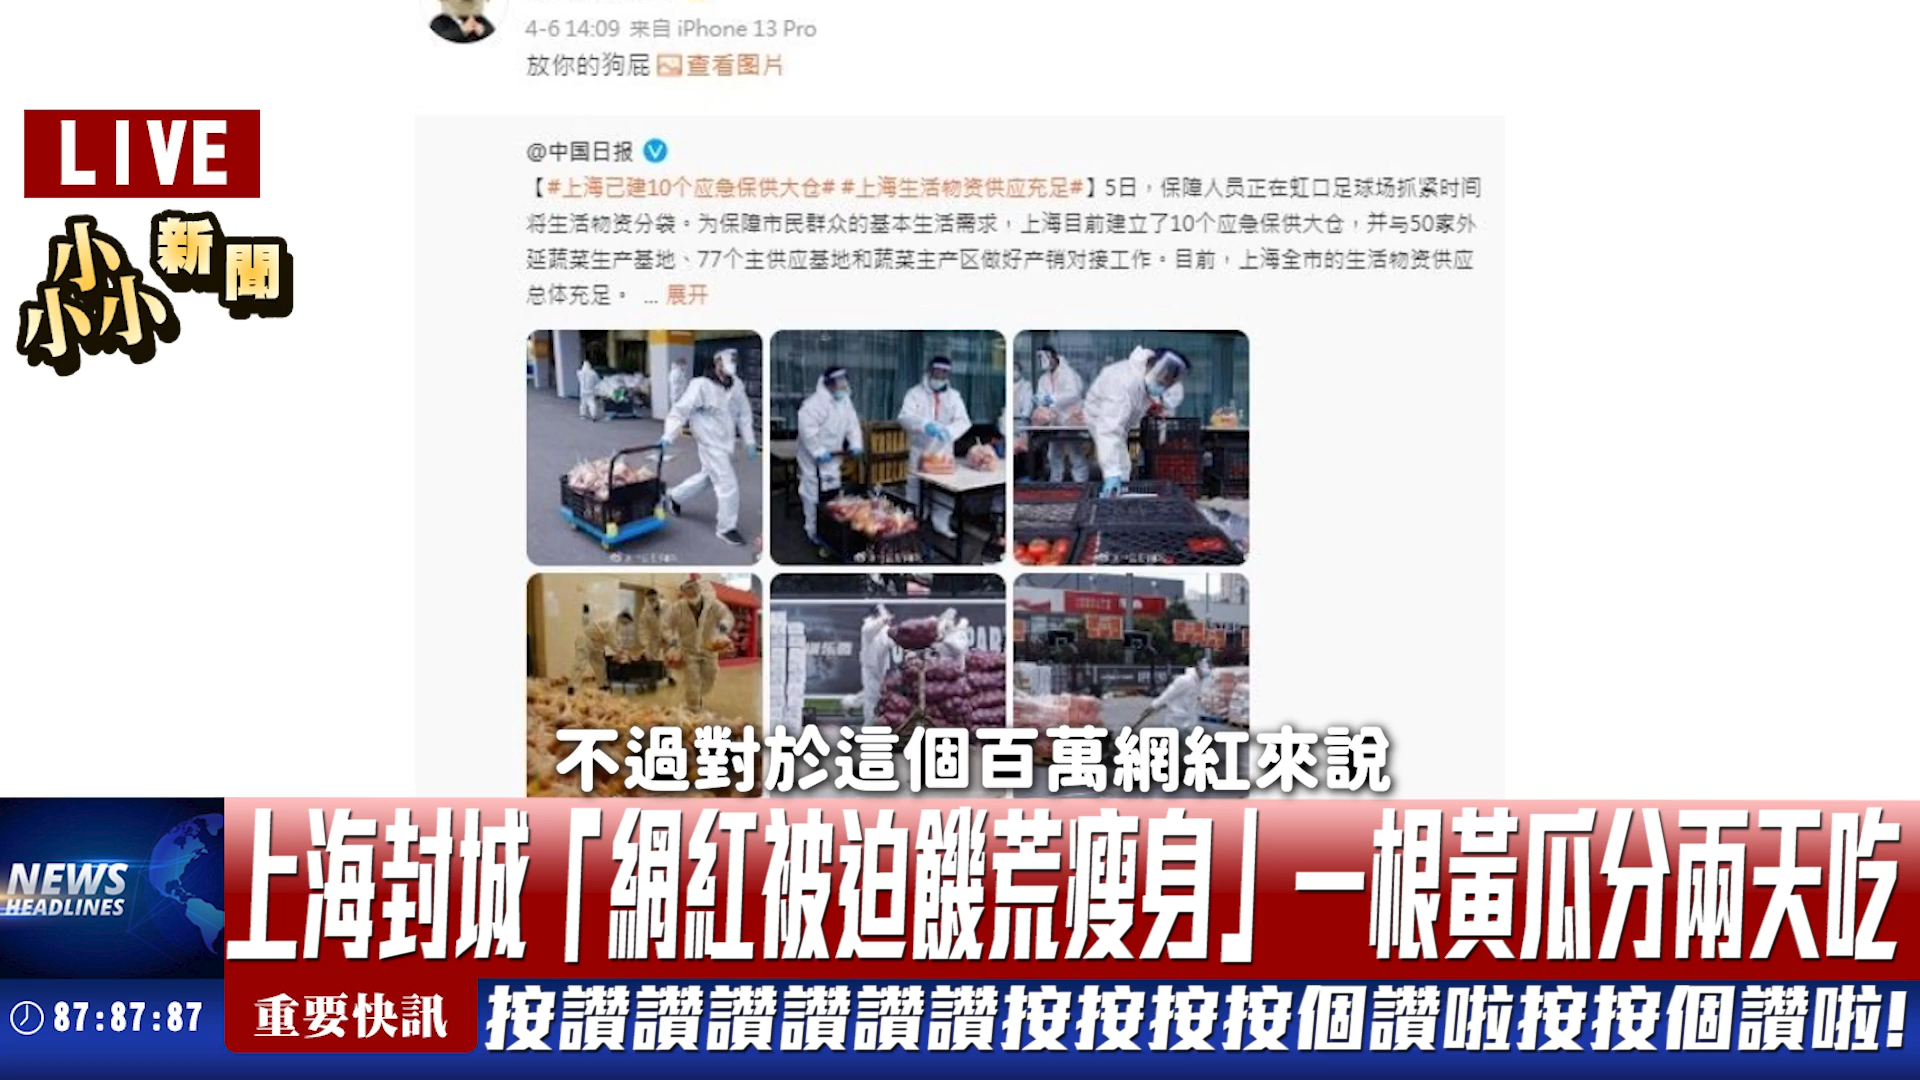 4-6 14:09 来自 iPhone 13 Pro
放你的狗屁 查看图片
LIVE
小小小新聞
@中国日报
【#上海已建10个应急保供大仓# #上海生活物资供应充足#】5日，保障人员正在虹口足球场抓紧时间
将生活物资分袋。为保障市民群众的基本生活需求，上海目前建立了10个应急保供大仓，并与50家外
延蔬菜生产基地、77个主供应基地和蔬菜主产区做好产销对接工作。目前，上海全市的生活物资供应
总体充足。 ... 展开
不過對於這個百萬網紅來說
NEWS
HEADLINES
上海封城「網紅被迫饑荒瘦身」一根黃瓜分兩天吃
87:87:87
重要快訊
按讚讚讚讚讚讚按按按按個讚啦按按個讚啦!